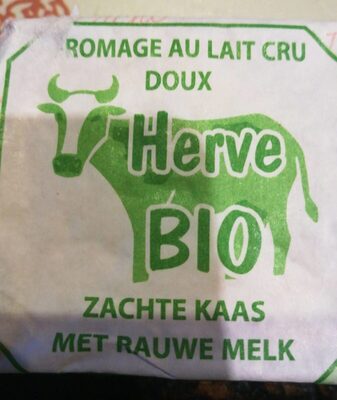 ROMAGE AU LAIT CRU
DOUX
Herve
BIO
ZACHTE KAAS
MET RAUWE MELK